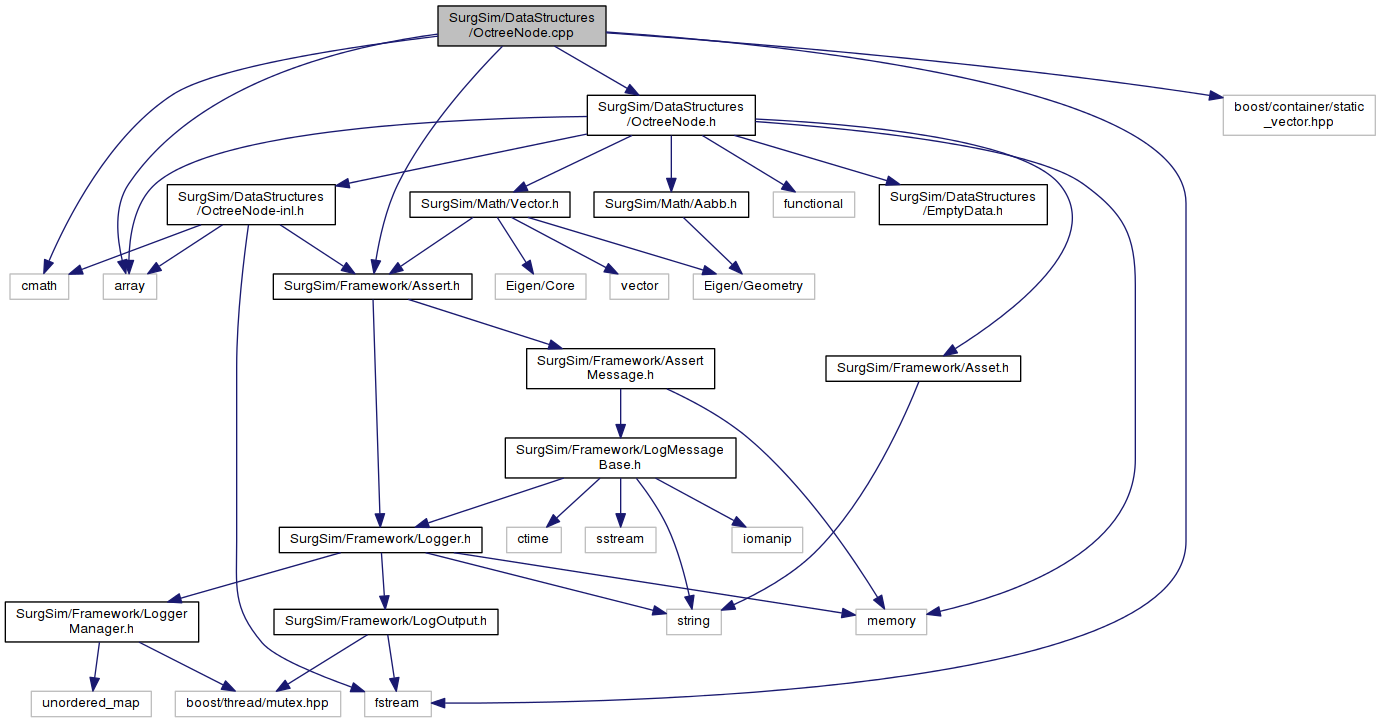 SurgSim/DataStructures
/OctreeNode.cpp
SurgSim/DataStructures
/OctreeNode.h
boost/container/static
_vector.hpp
SurgSim/DataStructures
/OctreeNode-inl.h
SurgSim/Math/Vector.h
SurgSim/Math/Aabb.h
functional
SurgSim/DataStructures
/EmptyData.h
cmath
array
SurgSim/Framework/Assert.h
Eigen/Core
vector
Eigen/Geometry
SurgSim/Framework/Assert
Message.h
SurgSim/Framework/Asset.h
SurgSim/Framework/LogMessage
Base.h
SurgSim/Framework/Logger.h
ctime
sstream
iomanip
SurgSim/Framework/Logger
Manager.h
SurgSim/Framework/LogOutput.h
string
memory
unordered_map
boost/thread/mutex.hpp
fstream